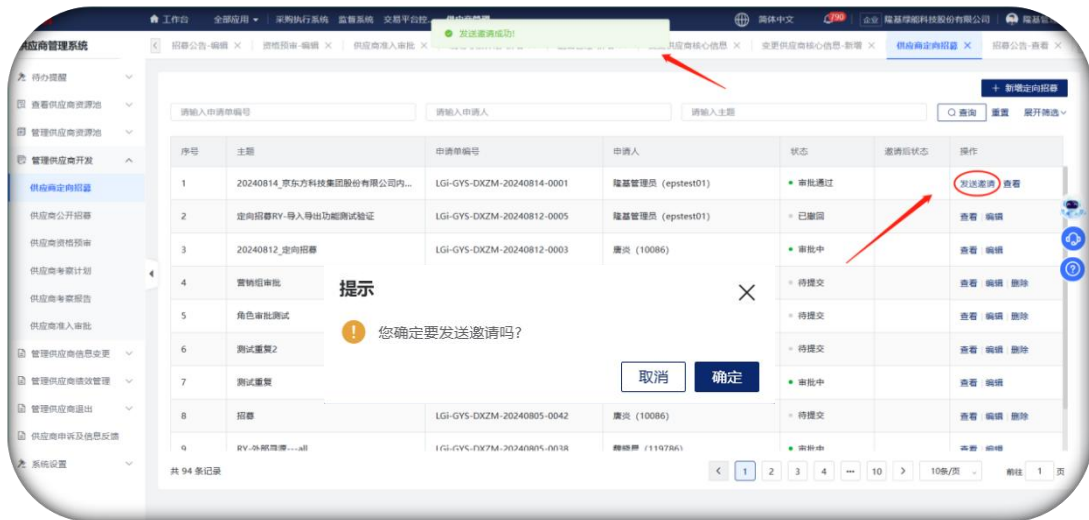 工作台 全部应用 采购执行系统 监督系统 交易平台控... 供应商管理 简体中文 790 企业 隆基绿能科技股份有限公司 隆基管
发送邀请成功!
供应商管理系统
招募公告-编辑 × 资格预审-编辑 × 供应商准入审批 × 供应商核心信息 × 变更供应商核心信息-新增 × 供应商定向招募 × 招募公告-查看 ×
待办提醒
查看供应商资源池
管理供应商资源池
管理供应商开发
供应商定向招募
供应商公开招募
供应商资格预审
供应商考察计划
供应商考察报告
供应商准入审批
管理供应商信息变更
管理供应商绩效管理
管理供应商退出
供应商申诉及信息反馈
系统设置
+ 新增定向招募
请输入申请单编号 请输入申请人 请输入主题 查询 重置 展开筛选
序号 主题 申请单编号 申请人 状态 邀请后状态 操作
1 20240814_京东方科技集团股份有限公司内... LGi-GYS-DXZM-20240814-0001 隆基管理员 (epstest01) 审批通过 发送邀请 查看
2 定向招募RY-导入导出功能测试验证 LGi-GYS-DXZM-20240812-0005 隆基管理员 (epstest01) 已撤回 查看 编辑
3 20240812_定向招募 LGi-GYS-DXZM-20240812-0003 唐炎 (10086) 审批中 查看 编辑
4 营销组审批 待提交 查看 编辑 删除
5 角色审批测试 待提交 查看 编辑 删除
6 测试重复2 待提交 查看 编辑 删除
7 测试重复 审批中 查看 编辑
8 招募 LGi-GYS-DXZM-20240805-0042 唐炎 (10086) 待提交 查看 编辑 删除
9 RY-外部寻源---all LGi-GYS-DXZM-20240805-0038 (119786) 审批中 查看 编辑
提示
您确定要发送邀请吗?
取消 确定
共 94 条记录 1 2 3 4 ... 10 10条/页 前往 1 页